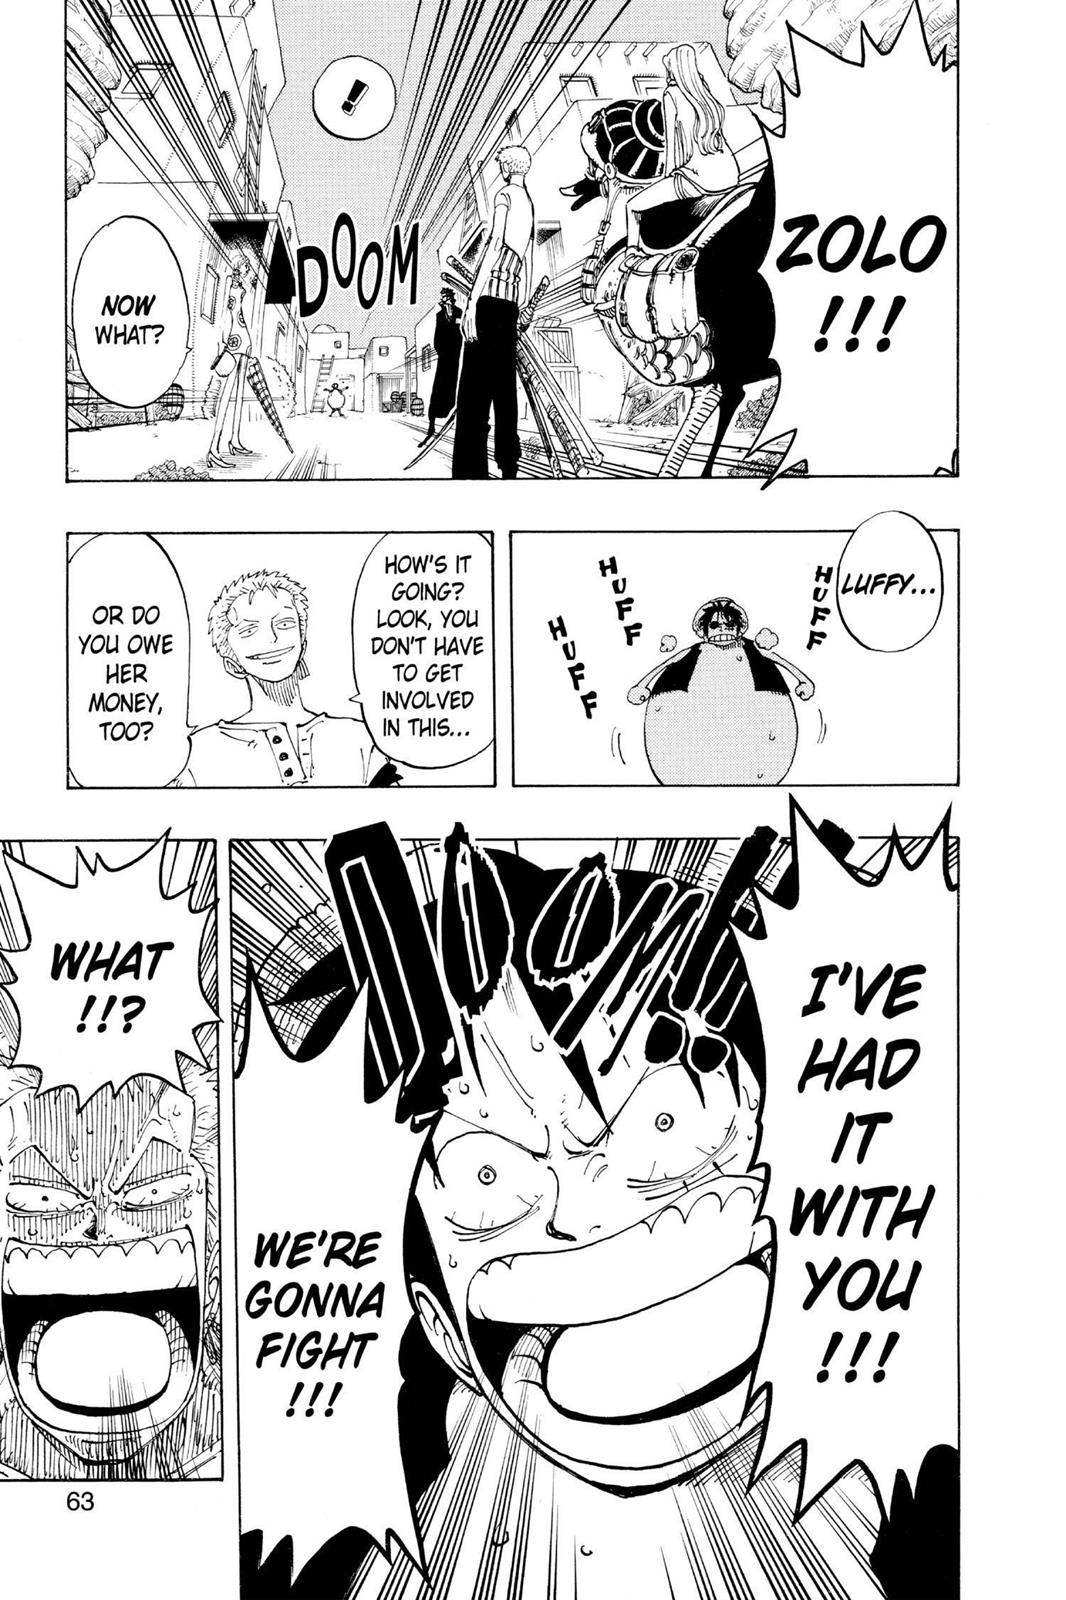 ZOLO
!!!
!
DOOM
NOW
WHAT?
LUFFY...
HUFF
HUFF
HUFF
HOW'S IT
GOING?
LOOK, YOU
DON'T HAVE
TO GET
INVOLVED
IN THIS...
OR DO
YOU OWE
HER
MONEY,
TOO?
I'VE
HAD
IT
WITH
YOU
!!!
DOOM!!
WE'RE
GONNA
FIGHT
!!!
WHAT
!!?
63